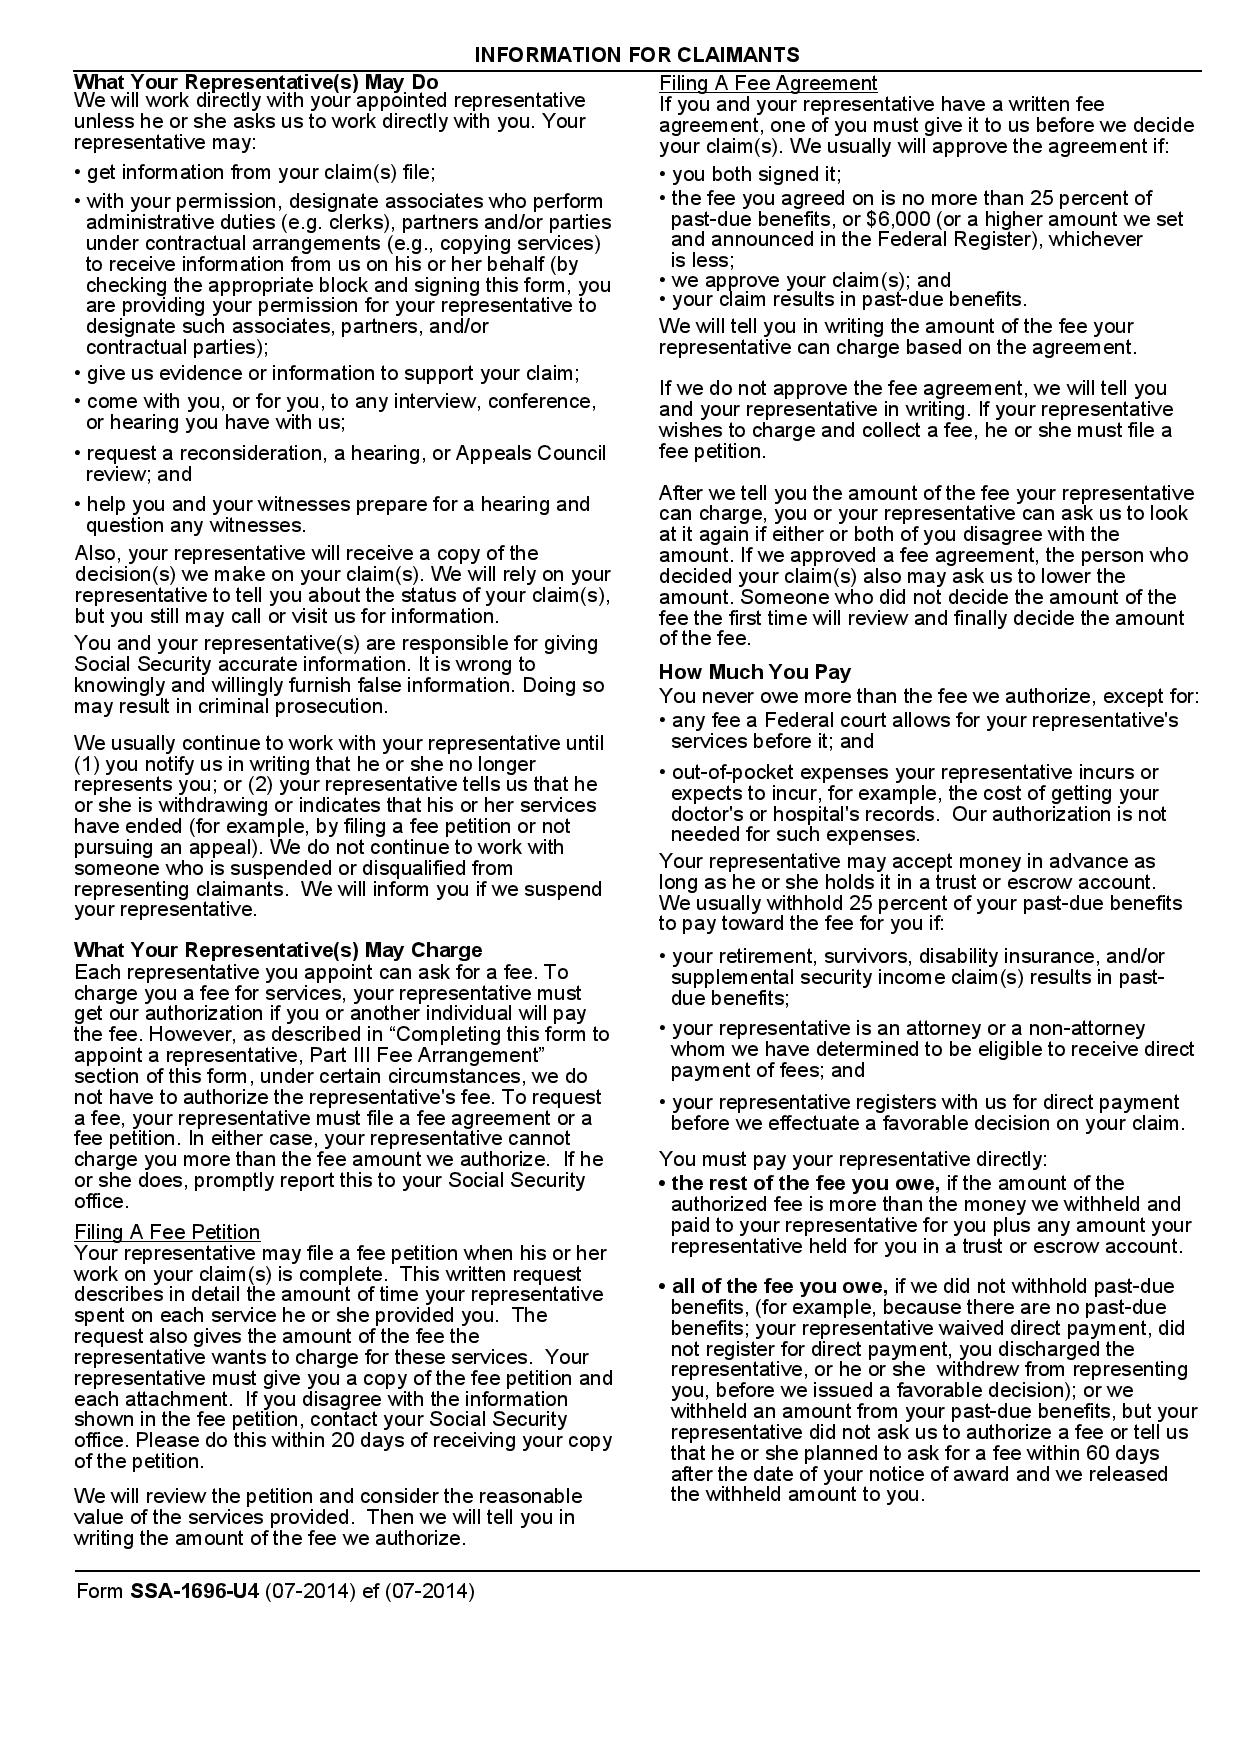 INFORMATION FOR CLAIMANTS
What Your Representative(s) May Do
We will work directly with your appointed representative
unless he or she asks us to work directly with you. Your
representative may:
• get information from your claim(s) file;
• with your permission, designate associates who perform
administrative duties (e.g. clerks), partners and/or parties
under contractual arrangements (e.g., copying services)
to receive information from us on his or her behalf (by
checking the appropriate block and signing this form, you
are providing your permission for your representative to
designate such associates, partners, and/or
contractual parties);
• give us evidence or information to support your claim;
• come with you, or for you, to any interview, conference,
or hearing you have with us;
• request a reconsideration, a hearing, or Appeals Council
review; and
• help you and your witnesses prepare for a hearing and
question any witnesses.
Also, your representative will receive a copy of the
decision(s) we make on your claim(s). We will rely on your
representative to tell you about the status of your claim(s),
but you still may call or visit us for information.
You and your representative(s) are responsible for giving
Social Security accurate information. It is wrong to
knowingly and willingly furnish false information. Doing so
may result in criminal prosecution.
We usually continue to work with your representative until
(1) you notify us in writing that he or she no longer
represents you; or (2) your representative tells us that he
or she is withdrawing or indicates that his or her services
have ended (for example, by filing a fee petition or not
pursuing an appeal). We do not continue to work with
someone who is suspended or disqualified from
representing claimants.  We will inform you if we suspend
your representative.
What Your Representative(s) May Charge
Each representative you appoint can ask for a fee. To
charge you a fee for services, your representative must
get our authorization if you or another individual will pay
the fee. However, as described in “Completing this form to
appoint a representative, Part III Fee Arrangement”
section of this form, under certain circumstances, we do
not have to authorize the representative's fee. To request
a fee, your representative must file a fee agreement or a
fee petition. In either case, your representative cannot
charge you more than the fee amount we authorize.  If he
or she does, promptly report this to your Social Security
office.
Filing A Fee Petition
Your representative may file a fee petition when his or her
work on your claim(s) is complete.  This written request
describes in detail the amount of time your representative
spent on each service he or she provided you.  The
request also gives the amount of the fee the
representative wants to charge for these services.  Your
representative must give you a copy of the fee petition and
each attachment.  If you disagree with the information
shown in the fee petition, contact your Social Security
office. Please do this within 20 days of receiving your copy
of the petition.
We will review the petition and consider the reasonable
value of the services provided.  Then we will tell you in
writing the amount of the fee we authorize.
Filing A Fee Agreement
If you and your representative have a written fee
agreement, one of you must give it to us before we decide
your claim(s). We usually will approve the agreement if:
• you both signed it;
• the fee you agreed on is no more than 25 percent of
past-due benefits, or $6,000 (or a higher amount we set
and announced in the Federal Register), whichever
is less;
• we approve your claim(s); and
• your claim results in past-due benefits.
We will tell you in writing the amount of the fee your
representative can charge based on the agreement.
If we do not approve the fee agreement, we will tell you
and your representative in writing. If your representative
wishes to charge and collect a fee, he or she must file a
fee petition.
After we tell you the amount of the fee your representative
can charge, you or your representative can ask us to look
at it again if either or both of you disagree with the
amount. If we approved a fee agreement, the person who
decided your claim(s) also may ask us to lower the
amount. Someone who did not decide the amount of the
fee the first time will review and finally decide the amount
of the fee.
How Much You Pay
You never owe more than the fee we authorize, except for:
• any fee a Federal court allows for your representative's
services before it; and
• out-of-pocket expenses your representative incurs or
expects to incur, for example, the cost of getting your
doctor's or hospital's records.  Our authorization is not
needed for such expenses.
Your representative may accept money in advance as
long as he or she holds it in a trust or escrow account.
We usually withhold 25 percent of your past-due benefits
to pay toward the fee for you if:
• your retirement, survivors, disability insurance, and/or
supplemental security income claim(s) results in past-
due benefits;
• your representative is an attorney or a non-attorney
whom we have determined to be eligible to receive direct
payment of fees; and
• your representative registers with us for direct payment
before we effectuate a favorable decision on your claim.
You must pay your representative directly:
• the rest of the fee you owe, if the amount of the
authorized fee is more than the money we withheld and
paid to your representative for you plus any amount your
representative held for you in a trust or escrow account.
• all of the fee you owe, if we did not withhold past-due
benefits, (for example, because there are no past-due
benefits; your representative waived direct payment, did
not register for direct payment, you discharged the
representative, or he or she  withdrew from representing
you, before we issued a favorable decision); or we
withheld an amount from your past-due benefits, but your
representative did not ask us to authorize a fee or tell us
that he or she planned to ask for a fee within 60 days
after the date of your notice of award and we released
the withheld amount to you.
Form SSA-1696-U4 (07-2014) ef (07-2014)